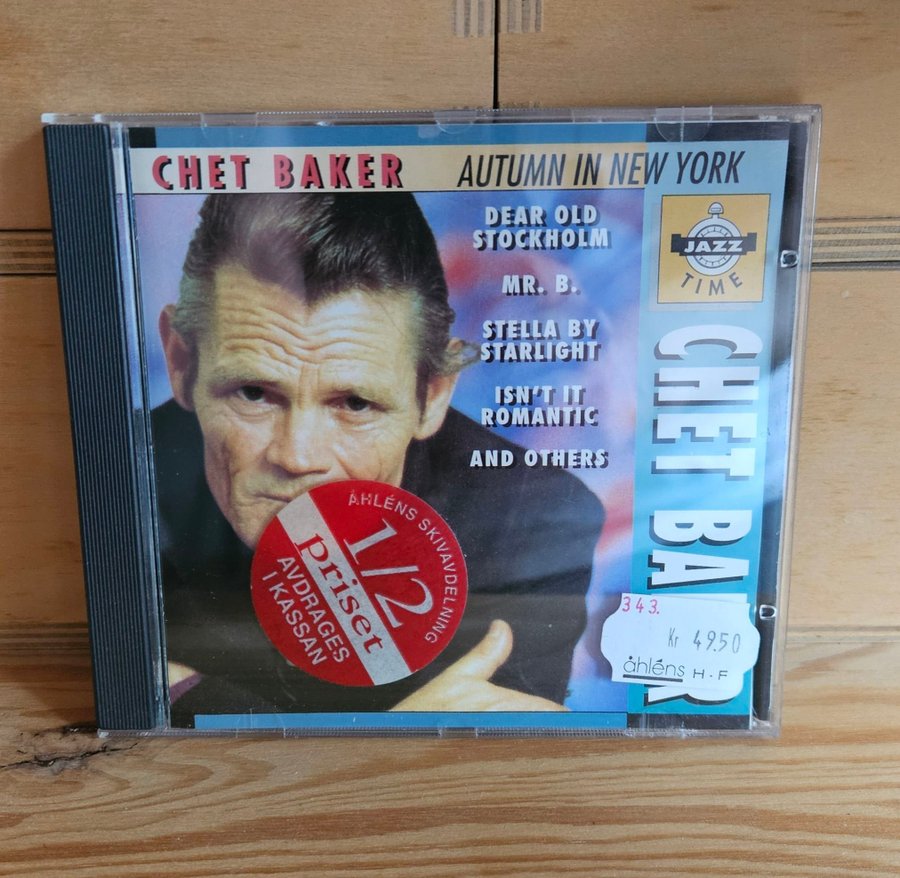 CHET BAKER
AUTUMN IN NEW YORK
DEAR OLD
STOCKHOLM
MR. B.
STELLA BY
STARLIGHT
ISN'T IT
ROMANTIC
AND OTHERS
JAZZ
TIME
CHET BAKER
ÅHLÉNS SKIVAVDELNING
1/2
priset
AVDRAGES
I KASSAN
343.
Kr 49.50
åhléns H-F